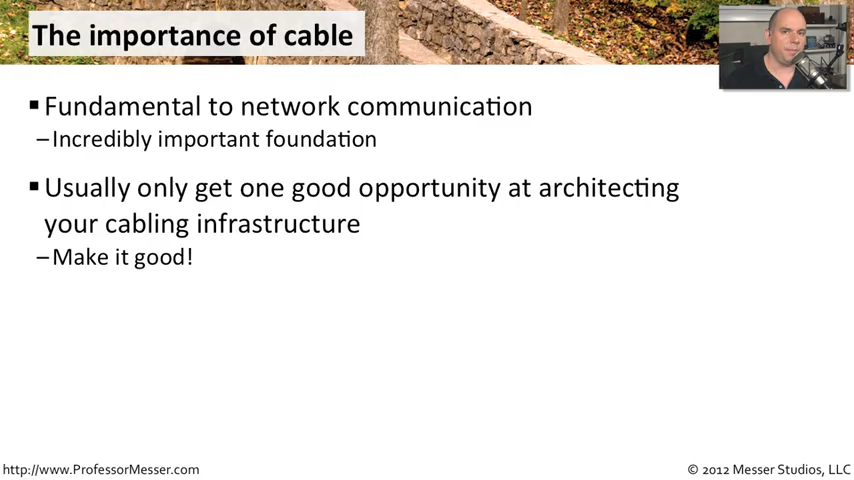 The importance of cable
▪Fundamental to network communication
–Incredibly important foundation
▪Usually only get one good opportunity at architecting
your cabling infrastructure
–Make it good!
http://www.ProfessorMesser.com
© 2012 Messer Studios, LLC